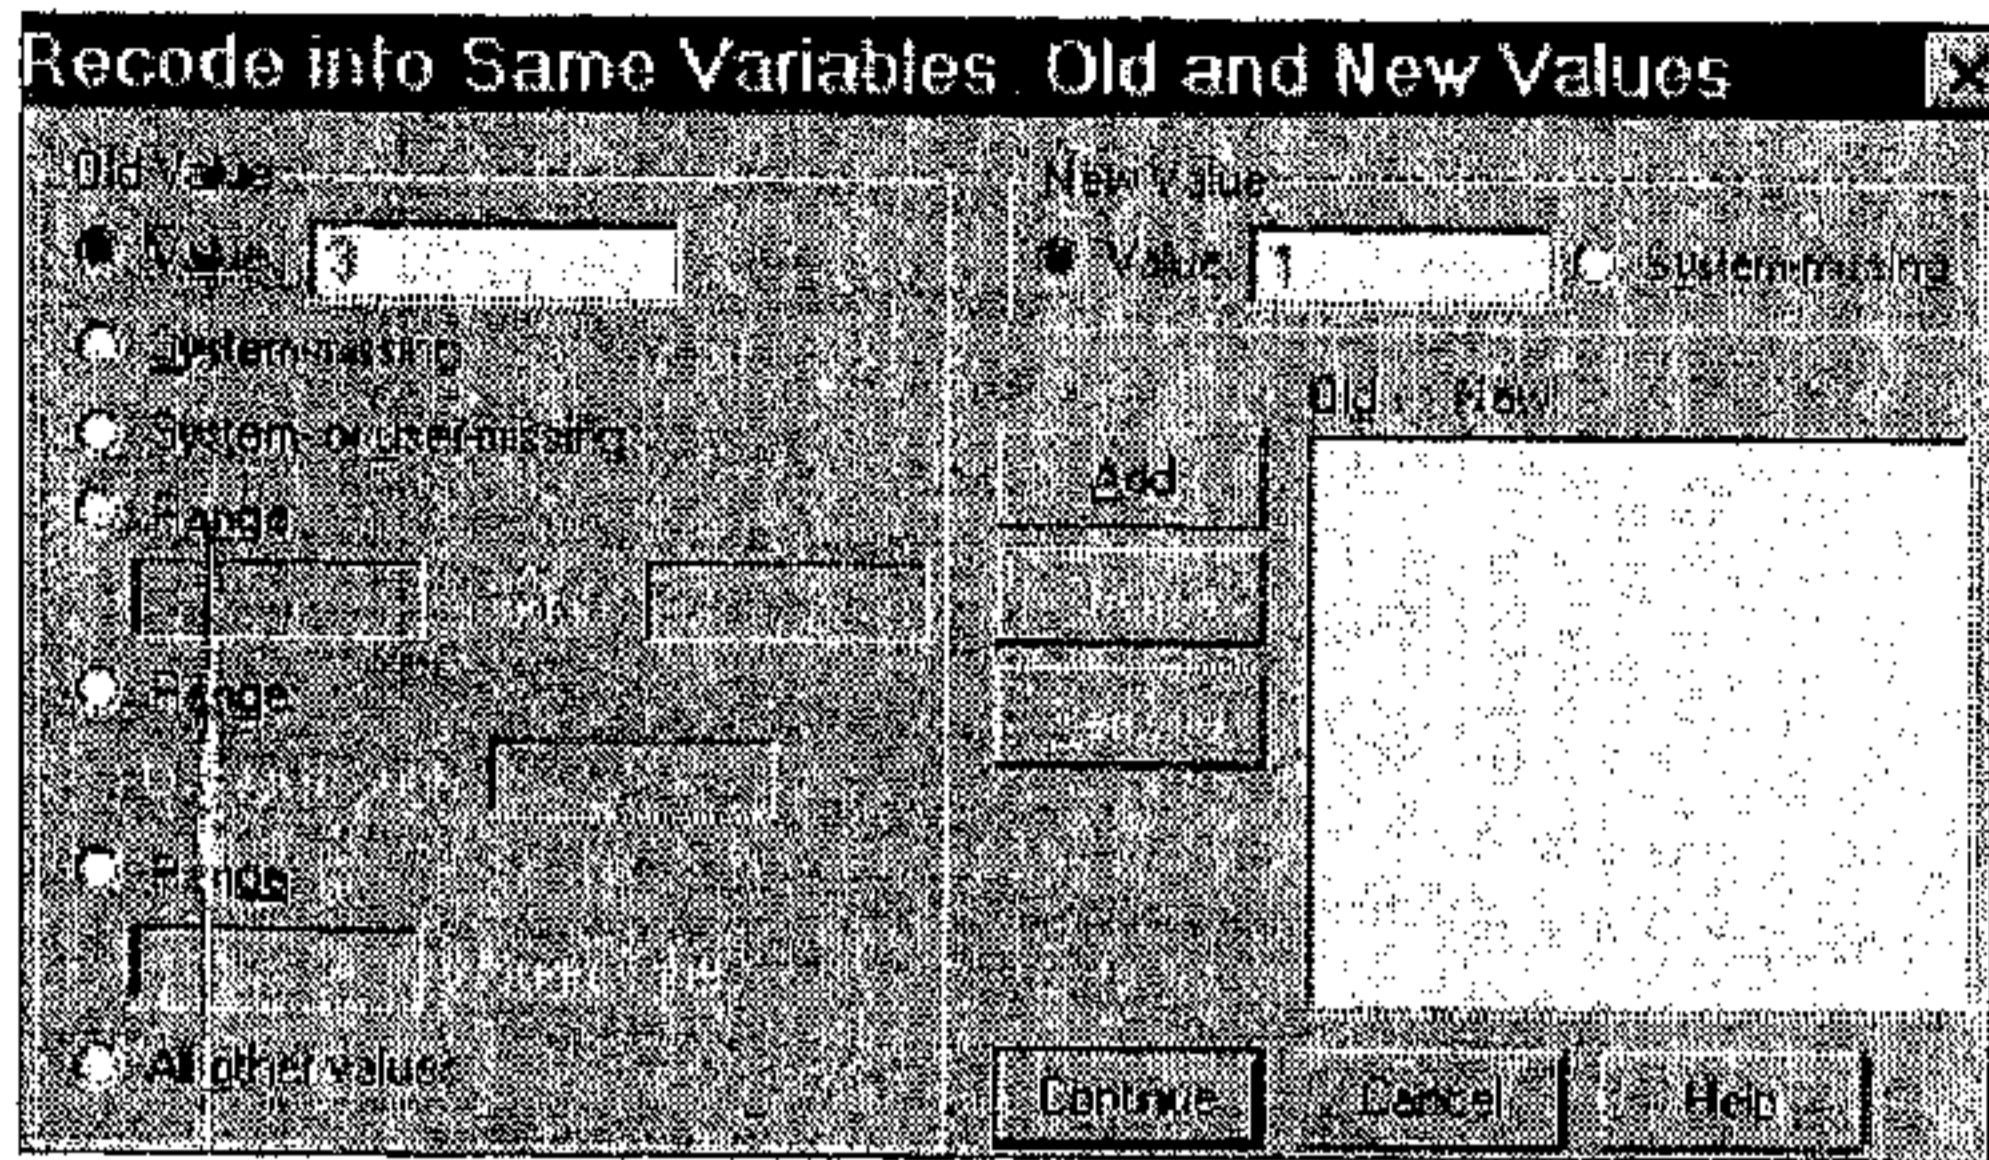 Recode into Same Variables. Old and New Values
Old Value
Value 3
System-missing
System- or user-missing
Range
Range
Range
All other values
New Value
Value 1 System-missing
Old New
Add
Continue Cancel Help